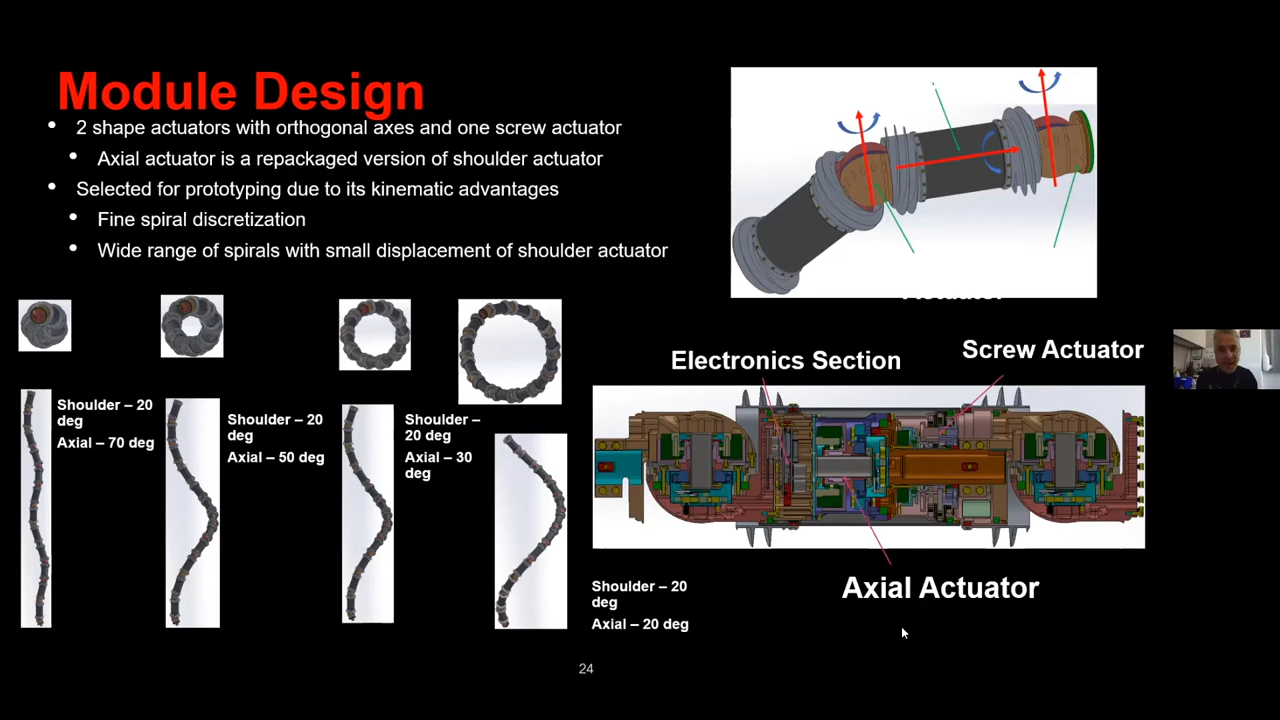 Module Design
2 shape actuators with orthogonal axes and one screw actuator
Axial actuator is a repackaged version of shoulder actuator
Selected for prototyping due to its kinematic advantages
Fine spiral discretization
Wide range of spirals with small displacement of shoulder actuator
Shoulder – 20
deg
Axial – 70 deg
Shoulder – 20
deg
Axial – 50 deg
Shoulder –
20 deg
Axial – 30
deg
Shoulder – 20
deg
Axial – 20 deg
Electronics Section
Screw Actuator
Axial Actuator
24